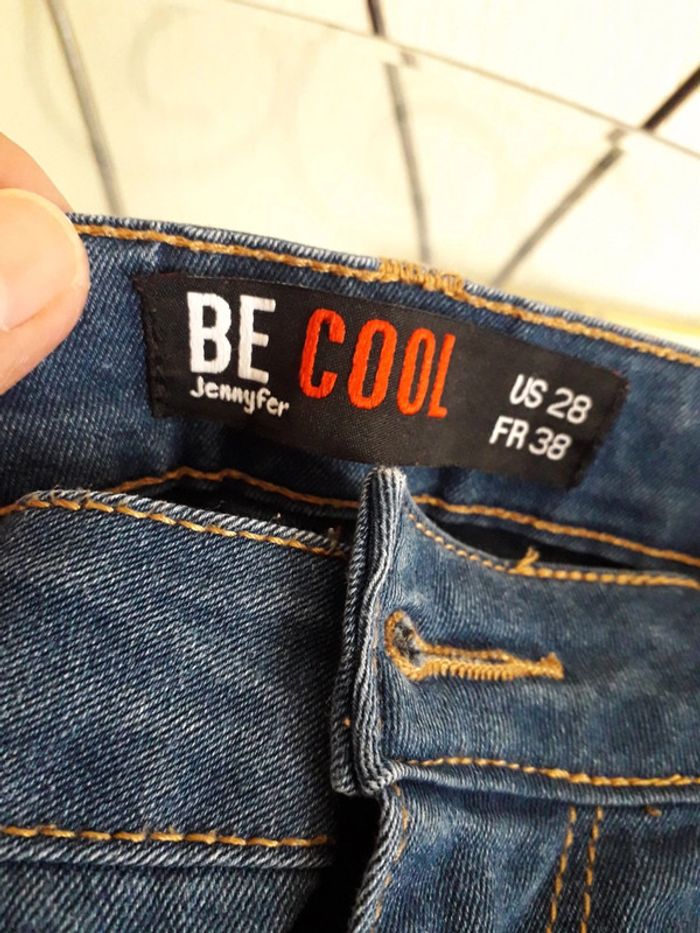 BE COOL
Jennyfer
US 28
FR 38